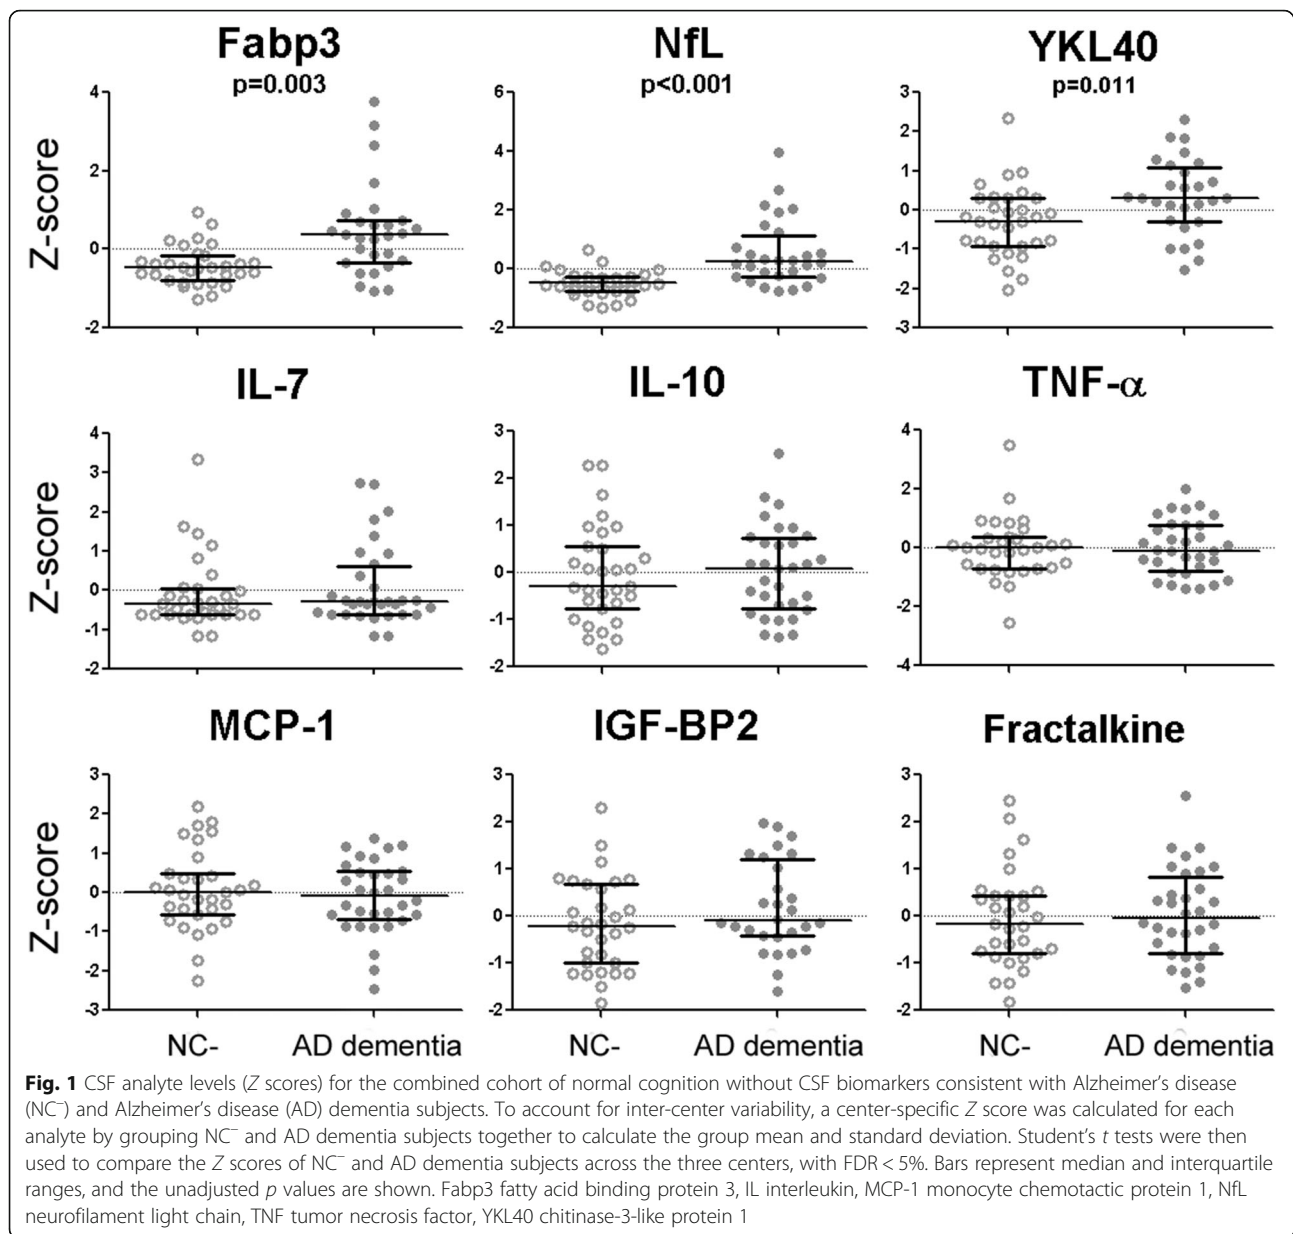 Fabp3
p=0.003
Z-score
4
2
0
-2
NfL
p<0.001
6
4
2
0
-2
YKL40
p=0.011
3
2
1
0
-1
-2
-3
IL-7
Z-score
4
3
2
1
0
-1
-2
IL-10
3
2
1
0
-1
-2
TNF-α
4
2
0
-2
-4
MCP-1
Z-score
3
2
1
0
-1
-2
-3
NC-
AD dementia
IGF-BP2
3
2
1
0
-1
-2
NC-
AD dementia
Fractalkine
3
2
1
0
-1
-2
NC-
AD dementia
Fig. 1 CSF analyte levels (Z scores) for the combined cohort of normal cognition without CSF biomarkers consistent with Alzheimer’s disease
(NC⁻) and Alzheimer’s disease (AD) dementia subjects. To account for inter-center variability, a center-specific Z score was calculated for each
analyte by grouping NC⁻ and AD dementia subjects together to calculate the group mean and standard deviation. Student’s t tests were then
used to compare the Z scores of NC⁻ and AD dementia subjects across the three centers, with FDR < 5%. Bars represent median and interquartile
ranges, and the unadjusted p values are shown. Fabp3 fatty acid binding protein 3, IL interleukin, MCP-1 monocyte chemotactic protein 1, NfL
neurofilament light chain, TNF tumor necrosis factor, YKL40 chitinase-3-like protein 1